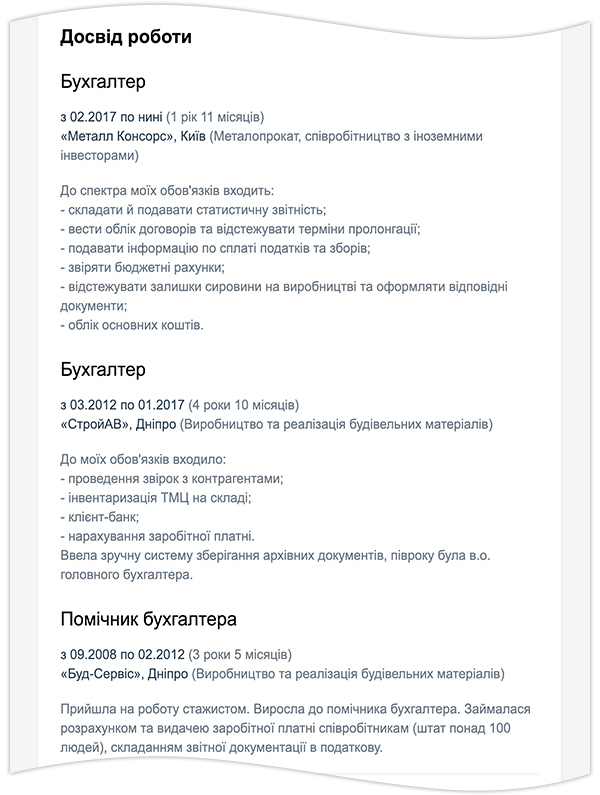 Досвід роботи
Бухгалтер
з 02.2017 по нині (1 рік 11 місяців)
«Металл Консорс», Київ (Металопрокат, співробітництво з іноземними
інвесторами)
До спектра моїх обов'язків входить:
- складати й подавати статистичну звітність;
- вести облік договорів та відстежувати терміни пролонгації;
- подавати інформацію по сплаті податків та зборів;
- звіряти бюджетні рахунки;
- відстежувати залишки сировини на виробництві та оформляти відповідні
документи;
- облік основних коштів.
Бухгалтер
з 03.2012 по 01.2017 (4 роки 10 місяців)
«СтройАВ», Дніпро (Виробництво та реалізація будівельних матеріалів)
До моїх обов'язків входило:
- проведення звірок з контрагентами;
- інвентаризація ТМЦ на складі;
- клієнт-банк;
- нарахування заробітної платні.
Ввела зручну систему зберігання архівних документів, півроку була в.о.
головного бухгалтера.
Помічник бухгалтера
з 09.2008 по 02.2012 (3 роки 5 місяців)
«Буд-Сервіс», Дніпро (Виробництво та реалізація будівельних матеріалів)
Прийшла на роботу стажистом. Виросла до помічника бухгалтера. Займалася
розрахунком та видачею заробітної платні співробітникам (штат понад 100
людей), складанням звітної документації в податкову.